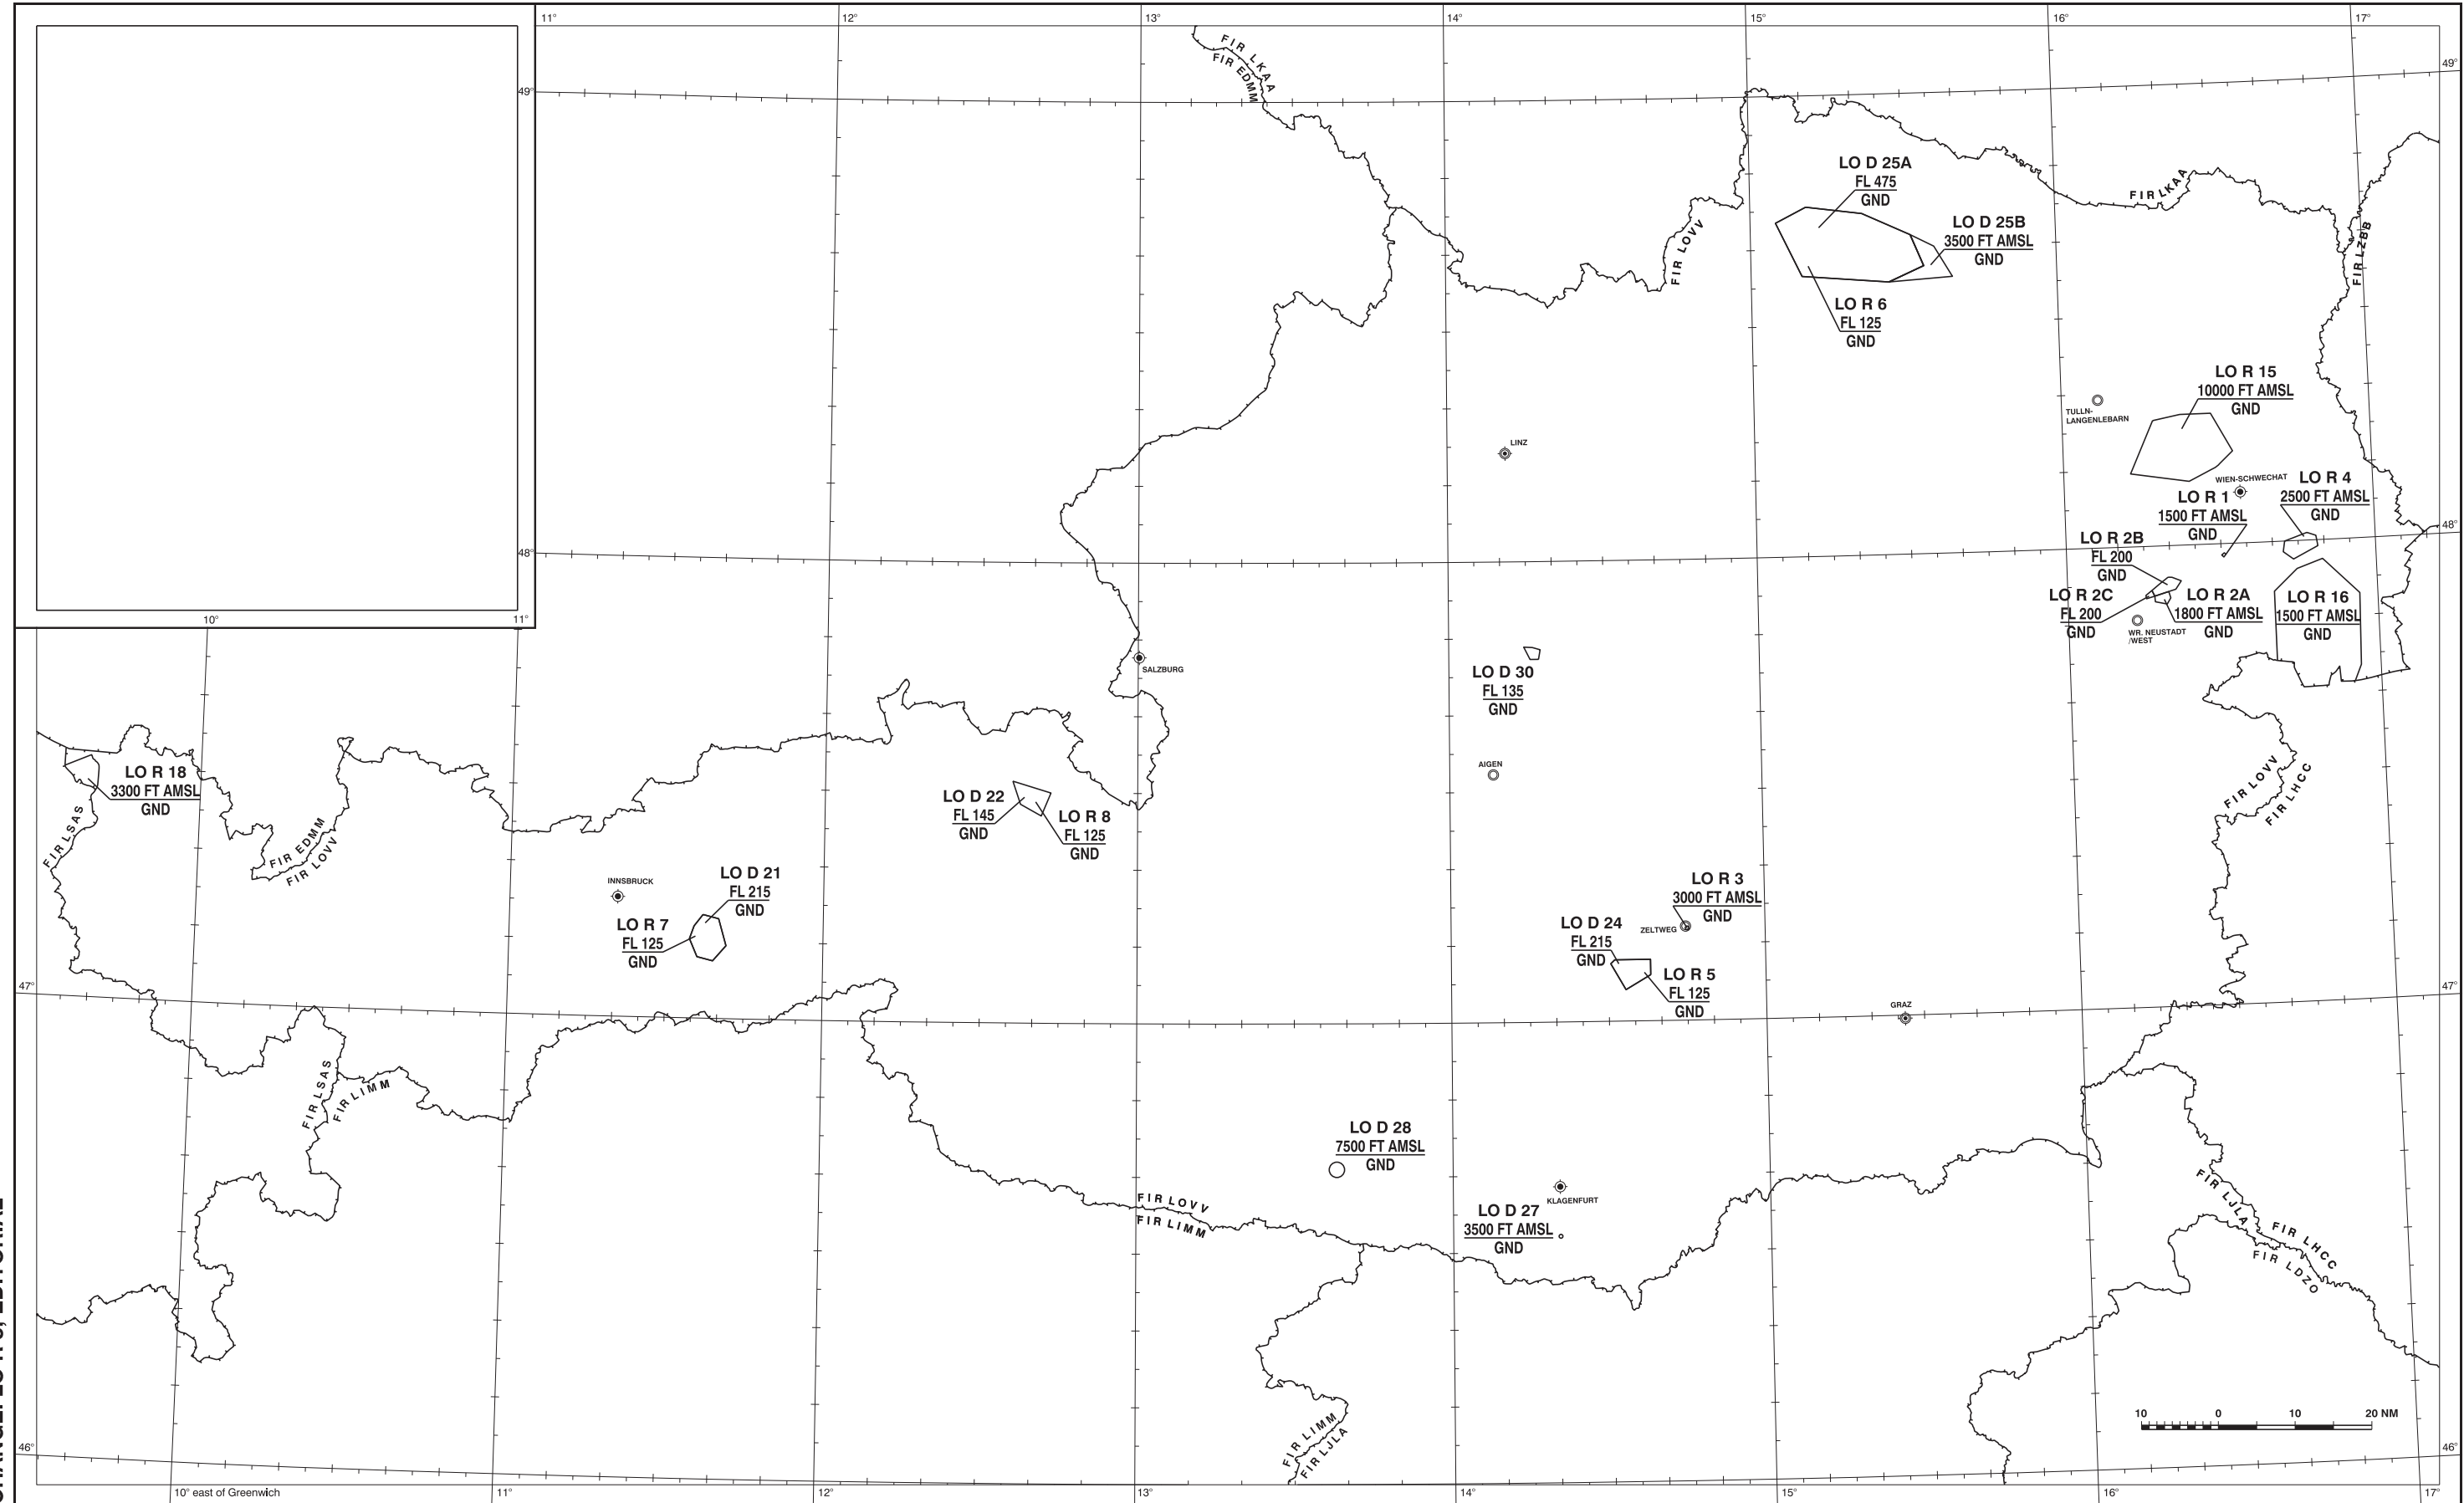 11°
12°
13°
14°
15°
16°
17°
49°
49°
FIR LKAA
FIR EDMM
LO D 25A
FL 475
GND
FIR LKAA
LO D 25B
3500 FT AMSL
GND
FIR LOVV
FIR LZBB
LO R 6
FL 125
GND
LO R 15
10000 FT AMSL
GND
TULLN-
LANGENLEBARN
LINZ
WIEN-SCHWECHAT
LO R 4
2500 FT AMSL
GND
LO R 1
1500 FT AMSL
GND
48°
48°
LO R 2B
FL 200
GND
LO R 2C
FL 200
GND
LO R 2A
1800 FT AMSL
GND
LO R 16
1500 FT AMSL
GND
WR. NEUSTADT
/WEST
10°
11°
SALZBURG
LO D 30
FL 135
GND
AIGEN
LO R 18
3300 FT AMSL
GND
FIR LSAS
FIR EDMM
FIR LOVV
LO D 22
FL 145
GND
LO R 8
FL 125
GND
FIR LOVV
FIR LHCC
INNSBRUCK
LO D 21
FL 215
GND
LO R 7
FL 125
GND
LO R 3
3000 FT AMSL
GND
ZELTWEG
LO D 24
FL 215
GND
LO R 5
FL 125
GND
47°
47°
GRAZ
FIR LSAS
FIR LIMM
LO D 28
7500 FT AMSL
GND
FIR LOVV
FIR LIMM
KLAGENFURT
LO D 27
3500 FT AMSL
GND
FIR LJLA
FIR LHCC
FIR LDZO
FIR LIMM
FIR LJLA
10 0 10 20 NM
46°
46°
10° east of Greenwich
11°
12°
13°
14°
15°
16°
17°